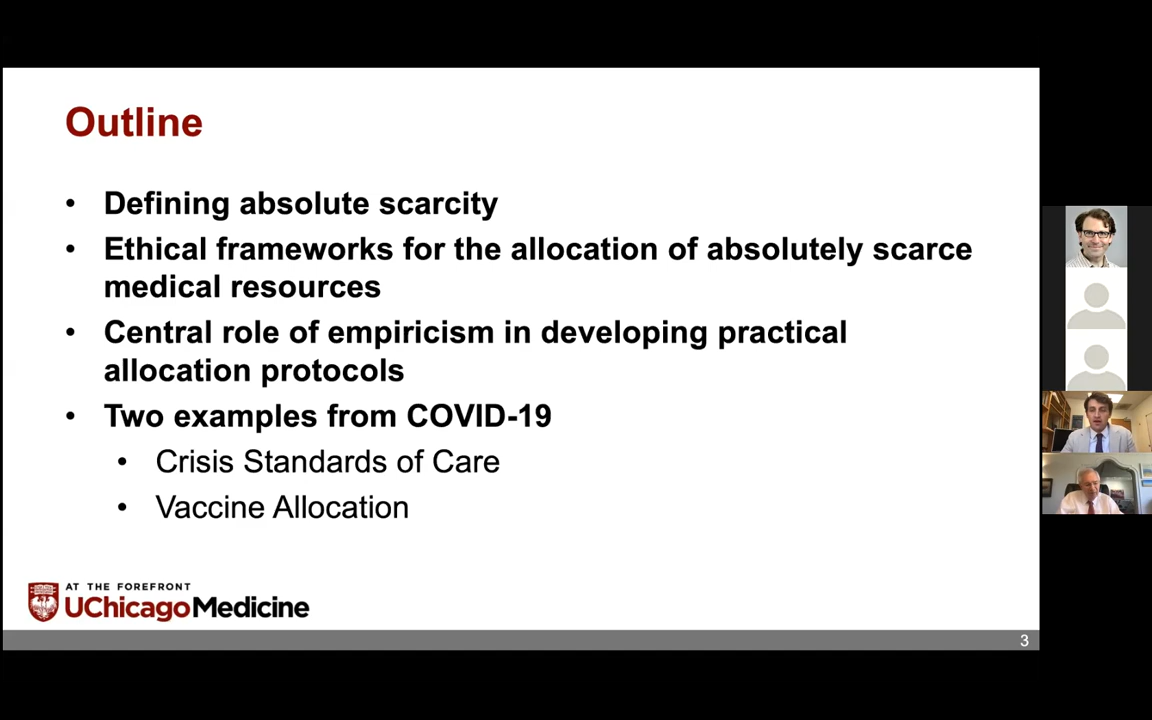 Outline
• Defining absolute scarcity
• Ethical frameworks for the allocation of absolutely scarce
medical resources
• Central role of empiricism in developing practical
allocation protocols
• Two examples from COVID-19
• Crisis Standards of Care
• Vaccine Allocation
AT THE FOREFRONT
UChicagoMedicine
3